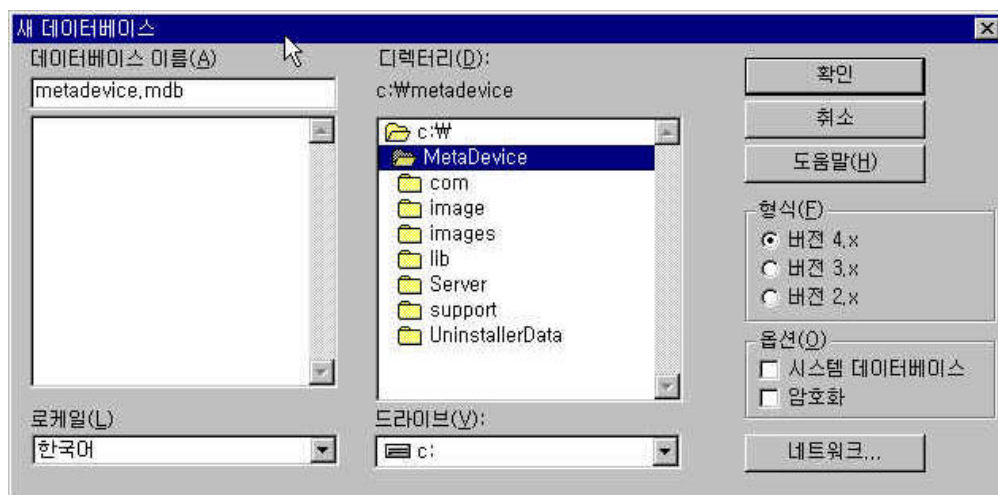 새 데이터베이스
데이터베이스 이름(A)
metadevice.mdb
로케일(L)
한국어
디렉터리(D):
c:₩metadevice
c:₩
MetaDevice
com
image
images
lib
Server
support
UninstallerData
드라이브(V):
c:
확인
취소
도움말(H)
형식(F)
버전 4.x
버전 3.x
버전 2.x
옵션(O)
시스템 데이터베이스
암호화
네트워크...